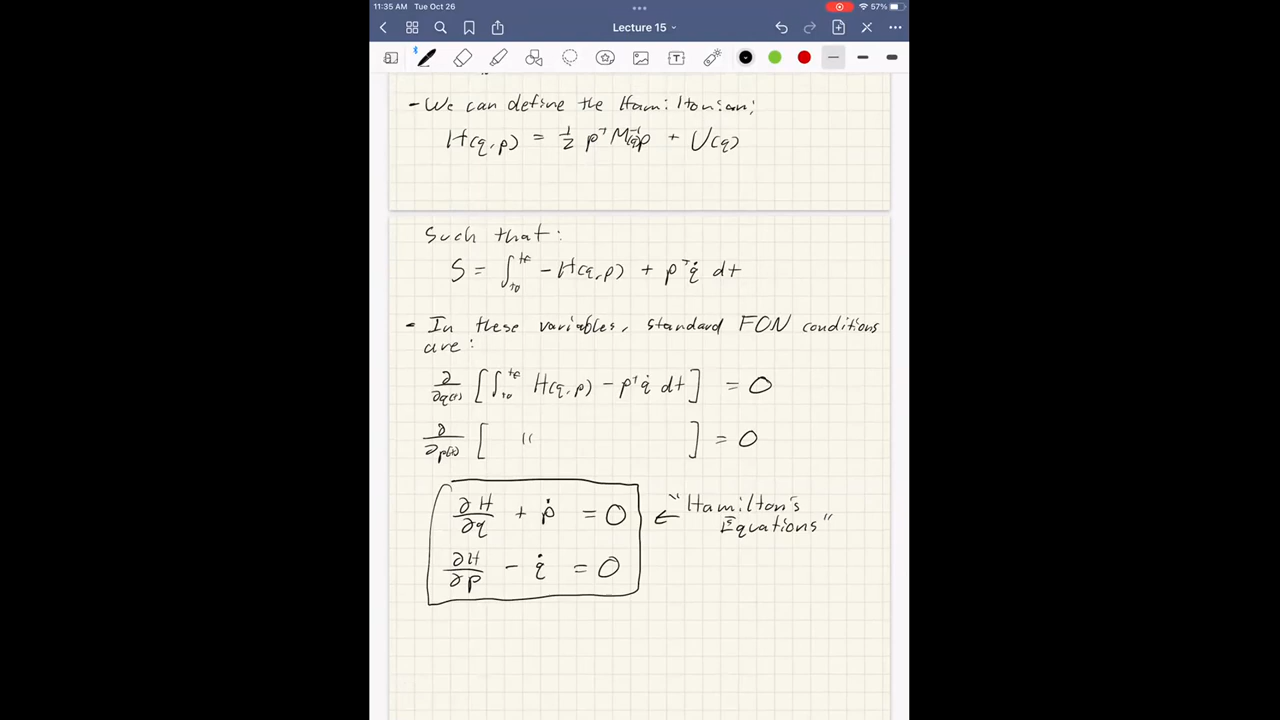 11:35 AM Tue Oct 26
57%
Lecture 15
- We can define the Hamiltonian;
H(q,p) = ½ pᵀ M(q)⁻¹ p + U(q)
Such that:
S = ∫_{t0}^{tf} - H(q,p) + pᵀq̇ dt
- In these variables, standard FON conditions
are:
∂/∂q(t) [ ∫_{t0}^{tf} H(q,p) - pᵀq̇ dt ] = 0
∂/∂p(t) [ " ] = 0
∂H/∂q + ṗ = 0 ← "Hamilton's
Equations"
∂H/∂p - q̇ = 0